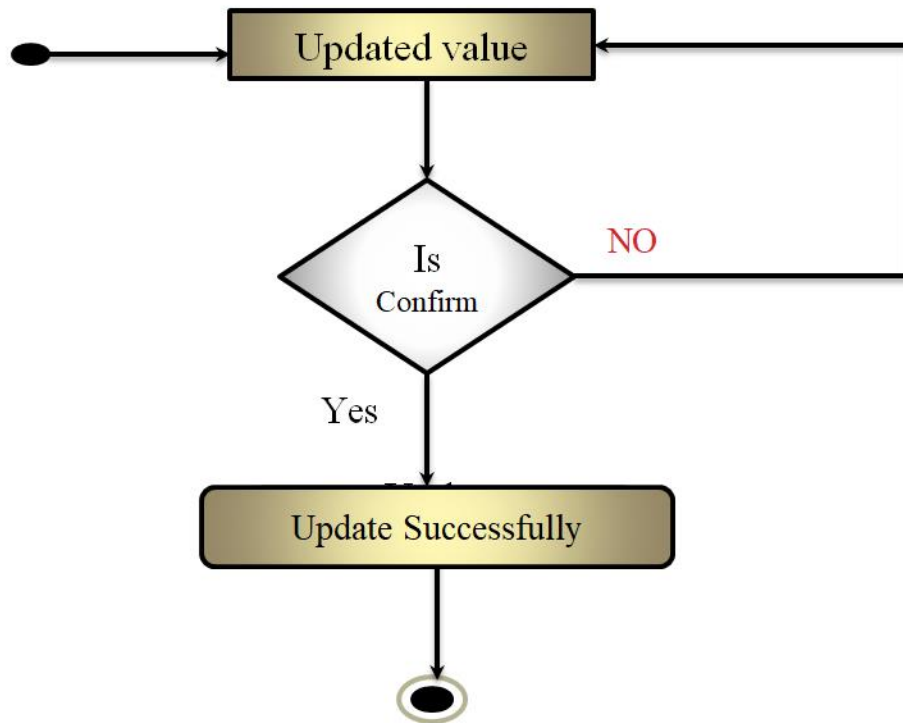 Updated value
Is
Confirm
NO
Yes
Update Successfully